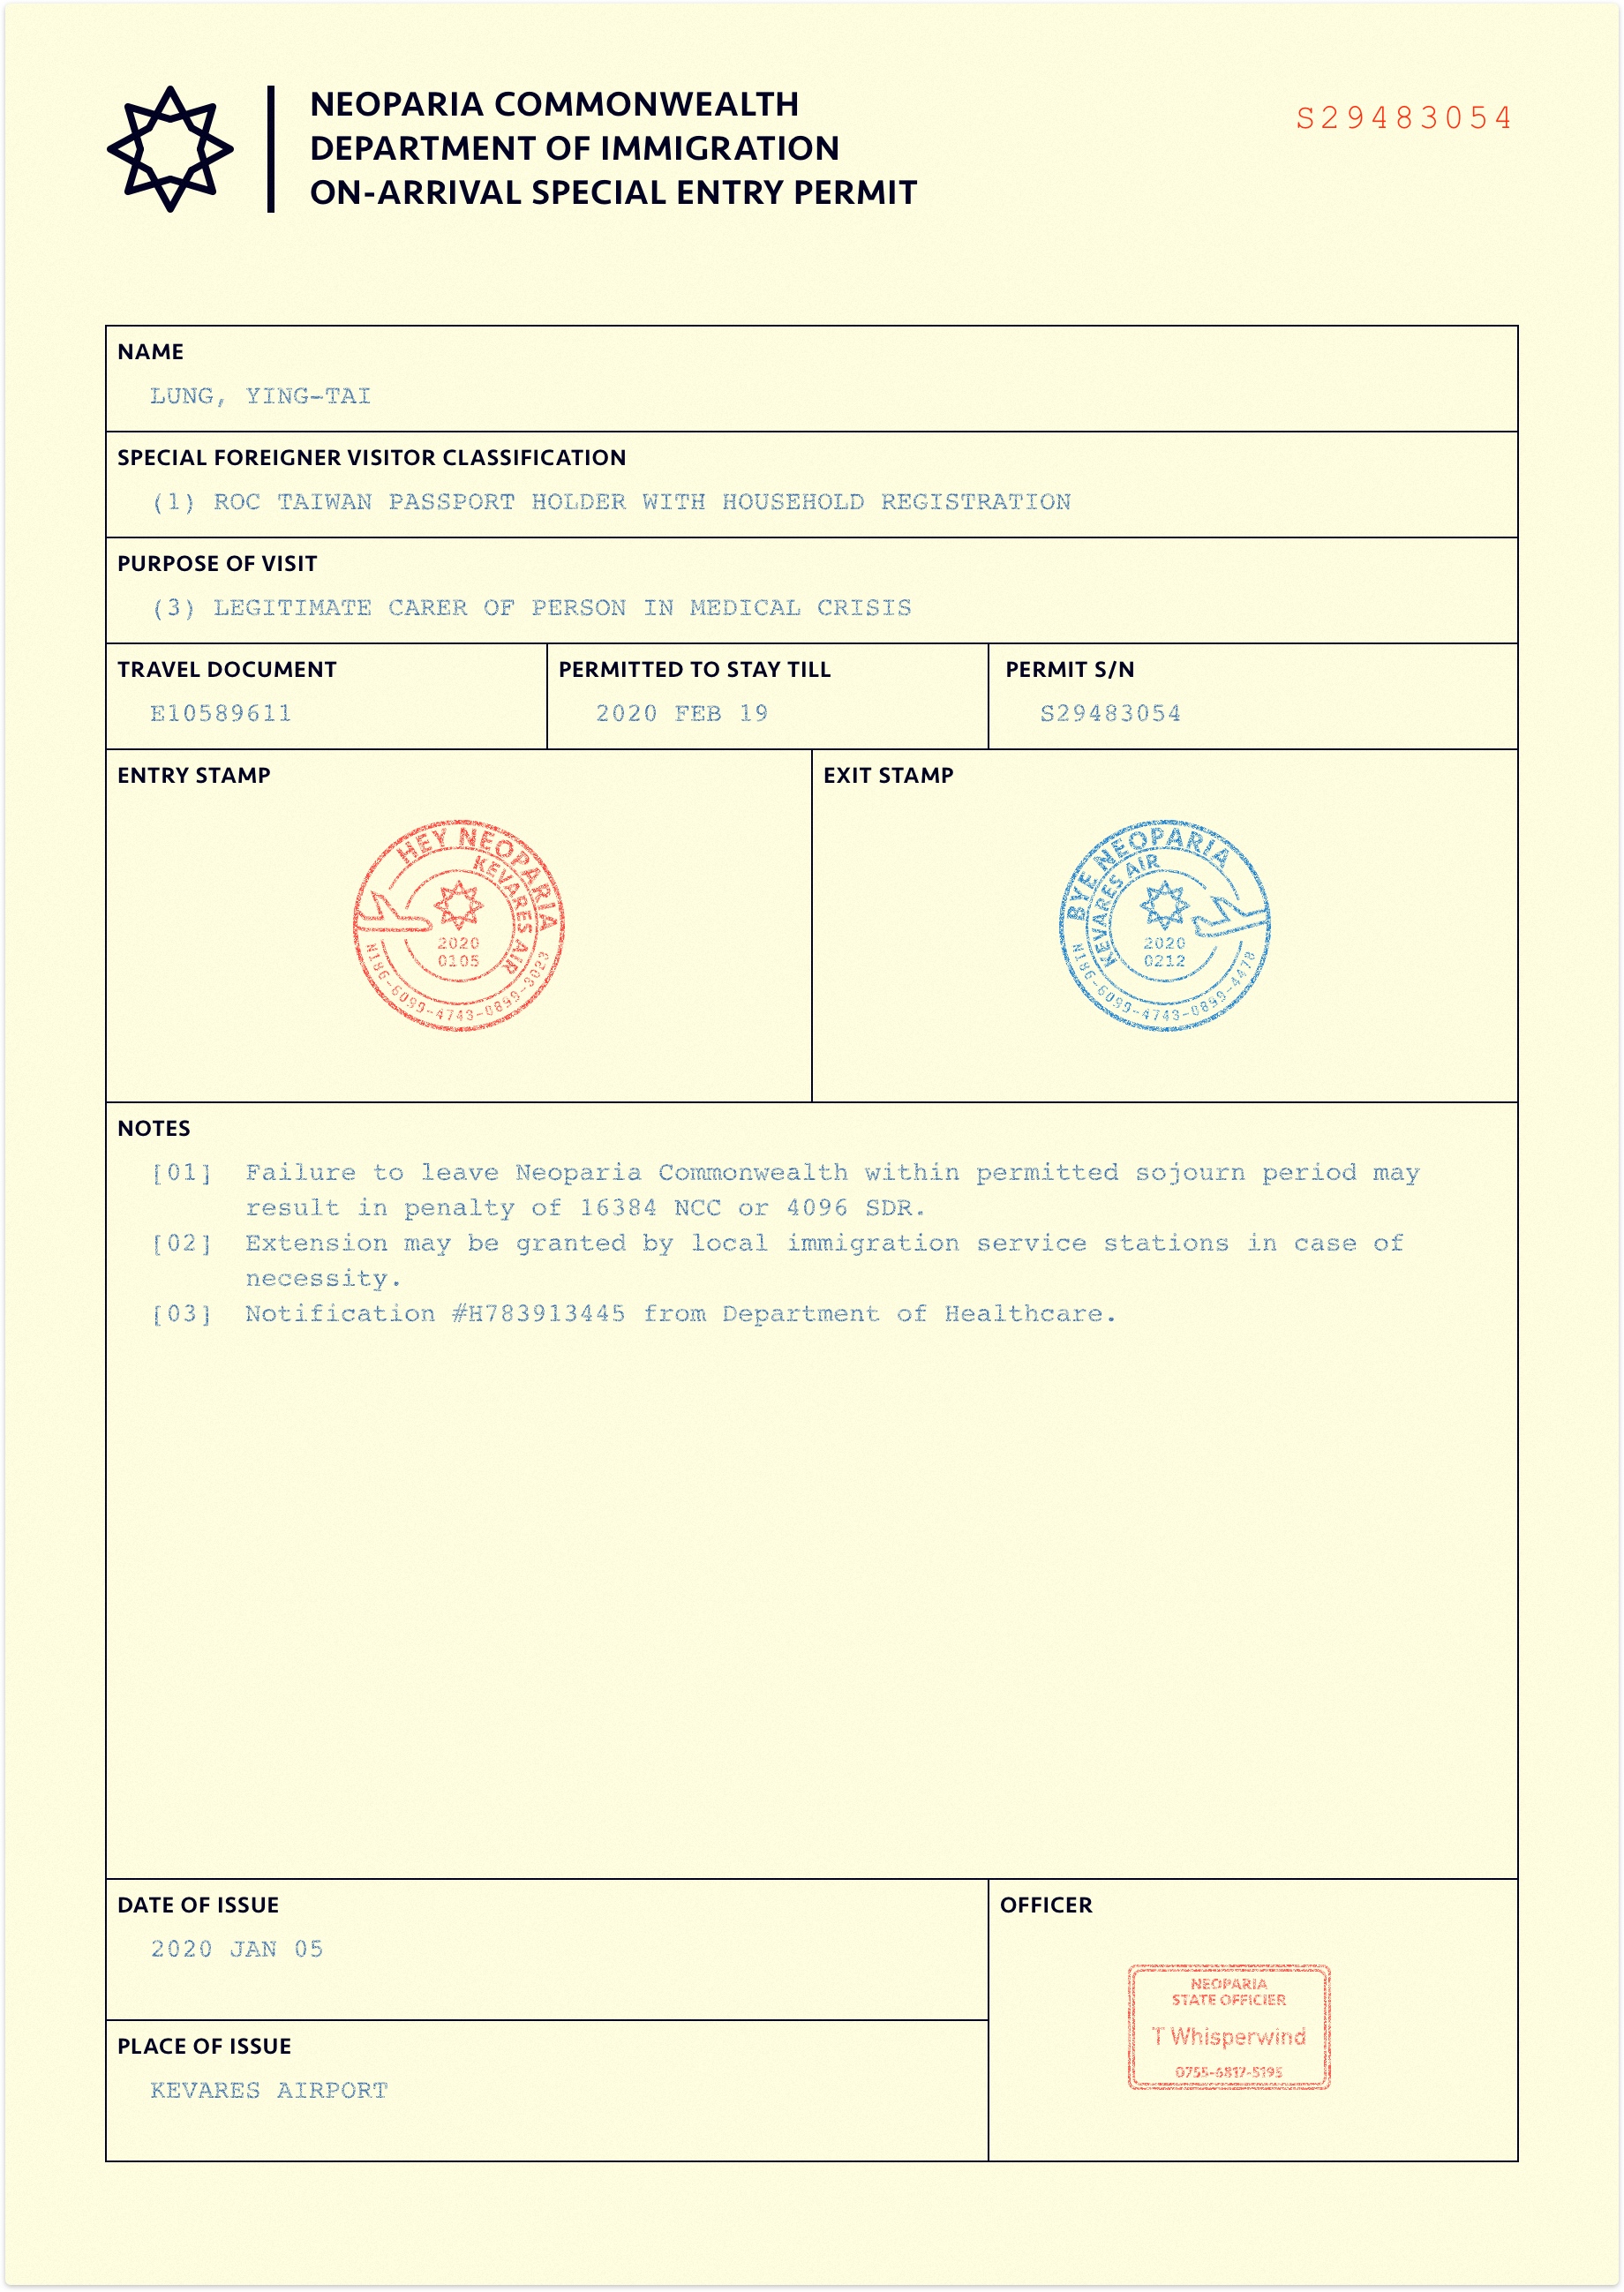 NEOPARIA COMMONWEALTH
DEPARTMENT OF IMMIGRATION
ON-ARRIVAL SPECIAL ENTRY PERMIT
S29483054
NAME
LUNG, YING-TAI
SPECIAL FOREIGNER VISITOR CLASSIFICATION
(1) ROC TAIWAN PASSPORT HOLDER WITH HOUSEHOLD REGISTRATION
PURPOSE OF VISIT
(3) LEGITIMATE CARER OF PERSON IN MEDICAL CRISIS
TRAVEL DOCUMENT
E10589611
PERMITTED TO STAY TILL
2020 FEB 19
PERMIT S/N
S29483054
ENTRY STAMP
HEY NEOPARIA
KEVARES AIR
2020
0105
N186-6099-4743-0899-3023
EXIT STAMP
BYE NEOPARIA
KEVARES AIR
2020
0212
N186-6099-4743-0899-4478
NOTES
[01] Failure to leave Neoparia Commonwealth within permitted sojourn period may
result in penalty of 16384 NCC or 4096 SDR.
[02] Extension may be granted by local immigration service stations in case of
necessity.
[03] Notification #H783913445 from Department of Healthcare.
DATE OF ISSUE
2020 JAN 05
PLACE OF ISSUE
KEVARES AIRPORT
OFFICER
NEOPARIA
STATE OFFICIER
T Whisperwind
0755-6817-5195